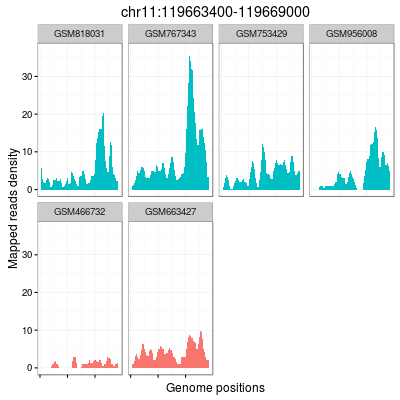 chr11:119663400-119669000
GSM818031 GSM767343 GSM753429 GSM956008
30
20
10
0
GSM466732 GSM663427
30
20
10
0
Mapped reads density
Genome positions